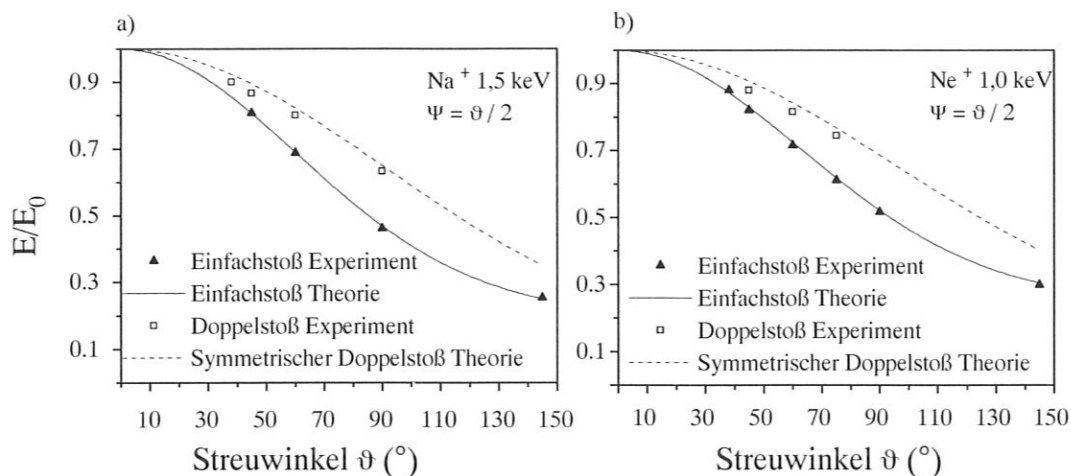 a)
Na⁺ 1,5 keV
Ψ = ϑ / 2
E/E₀
0.9
0.7
0.5
0.3
0.1
Einfachstoß Experiment
Einfachstoß Theorie
Doppelstoß Experiment
Symmetrischer Doppelstoß Theorie
10 30 50 70 90 110 130 150
Streuwinkel ϑ (°)
b)
Ne⁺ 1,0 keV
Ψ = ϑ / 2
0.9
0.7
0.5
0.3
0.1
Einfachstoß Experiment
Einfachstoß Theorie
Doppelstoß Experiment
Symmetrischer Doppelstoß Theorie
10 30 50 70 90 110 130 150
Streuwinkel ϑ (°)